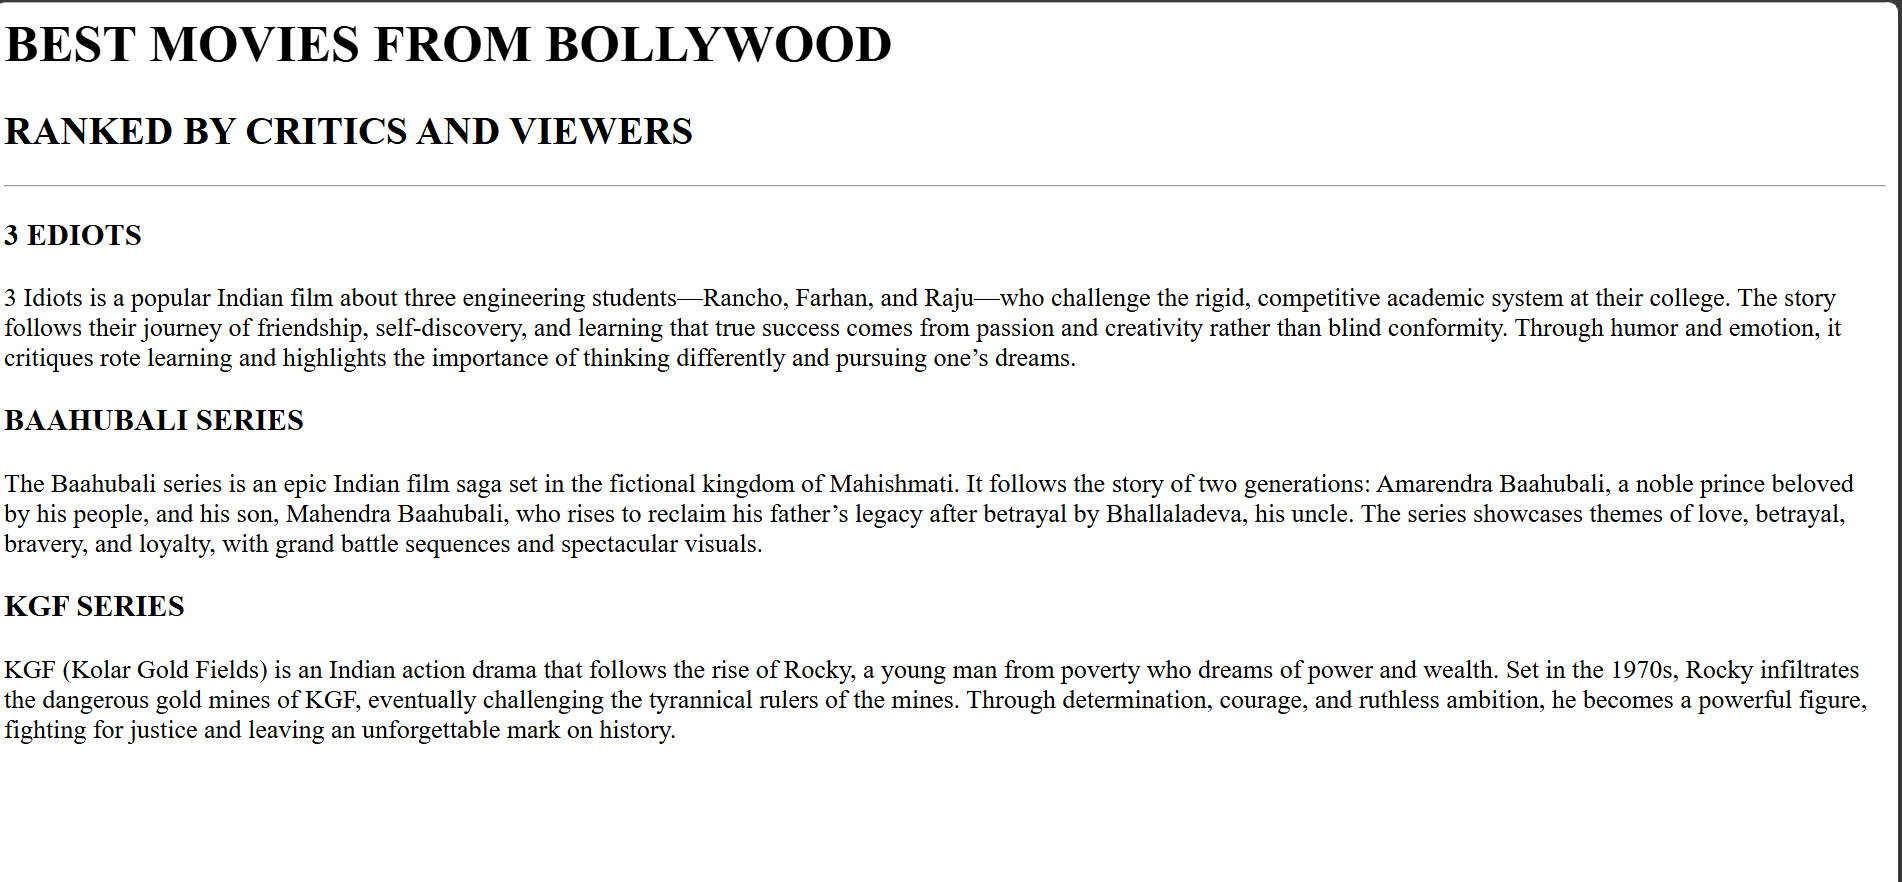 BEST MOVIES FROM BOLLYWOOD
RANKED BY CRITICS AND VIEWERS
3 EDIOTS
3 Idiots is a popular Indian film about three engineering students—Rancho, Farhan, and Raju—who challenge the rigid, competitive academic system at their college. The story
follows their journey of friendship, self-discovery, and learning that true success comes from passion and creativity rather than blind conformity. Through humor and emotion, it
critiques rote learning and highlights the importance of thinking differently and pursuing one’s dreams.
BAAHUBALI SERIES
The Baahubali series is an epic Indian film saga set in the fictional kingdom of Mahishmati. It follows the story of two generations: Amarendra Baahubali, a noble prince beloved
by his people, and his son, Mahendra Baahubali, who rises to reclaim his father’s legacy after betrayal by Bhallaladeva, his uncle. The series showcases themes of love, betrayal,
bravery, and loyalty, with grand battle sequences and spectacular visuals.
KGF SERIES
KGF (Kolar Gold Fields) is an Indian action drama that follows the rise of Rocky, a young man from poverty who dreams of power and wealth. Set in the 1970s, Rocky infiltrates
the dangerous gold mines of KGF, eventually challenging the tyrannical rulers of the mines. Through determination, courage, and ruthless ambition, he becomes a powerful figure,
fighting for justice and leaving an unforgettable mark on history.